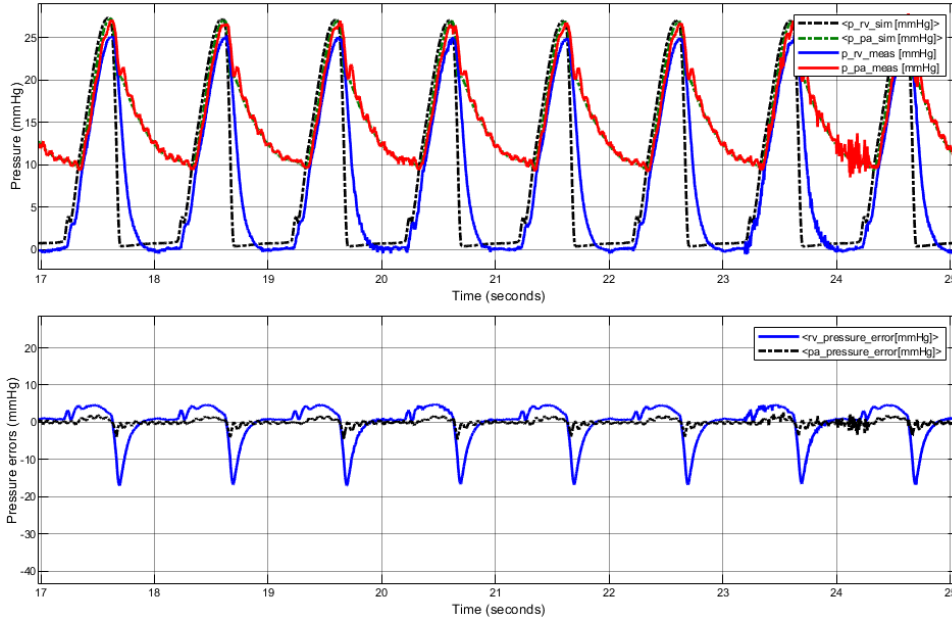 25
20
15
10
5
0
Pressure (mmHg)
<p_rv_sim [mmHg]>
<p_pa_sim [mmHg]>
p_rv_meas [mmHg]
p_pa_meas [mmHg]
17 18 19 20 21 22 23 24 25
Time (seconds)
20
10
0
-10
-20
-30
-40
Pressure errors (mmHg)
<rv_pressure_error[mmHg]>
<pa_pressure_error[mmHg]>
17 18 19 20 21 22 23 24 25
Time (seconds)